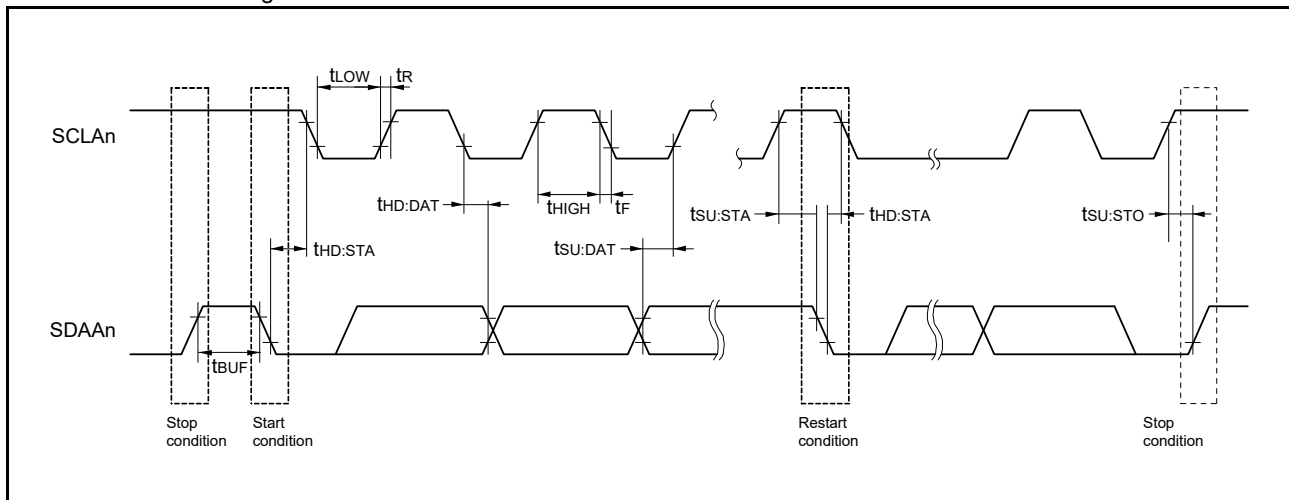 tLOW tR
SCLAn
tHD:DAT tHIGH tF tSU:STA tHD:STA tSU:STO
tHD:STA tSU:DAT
SDAAn
tBUF
Stop condition
Start condition
Restart condition
Stop condition